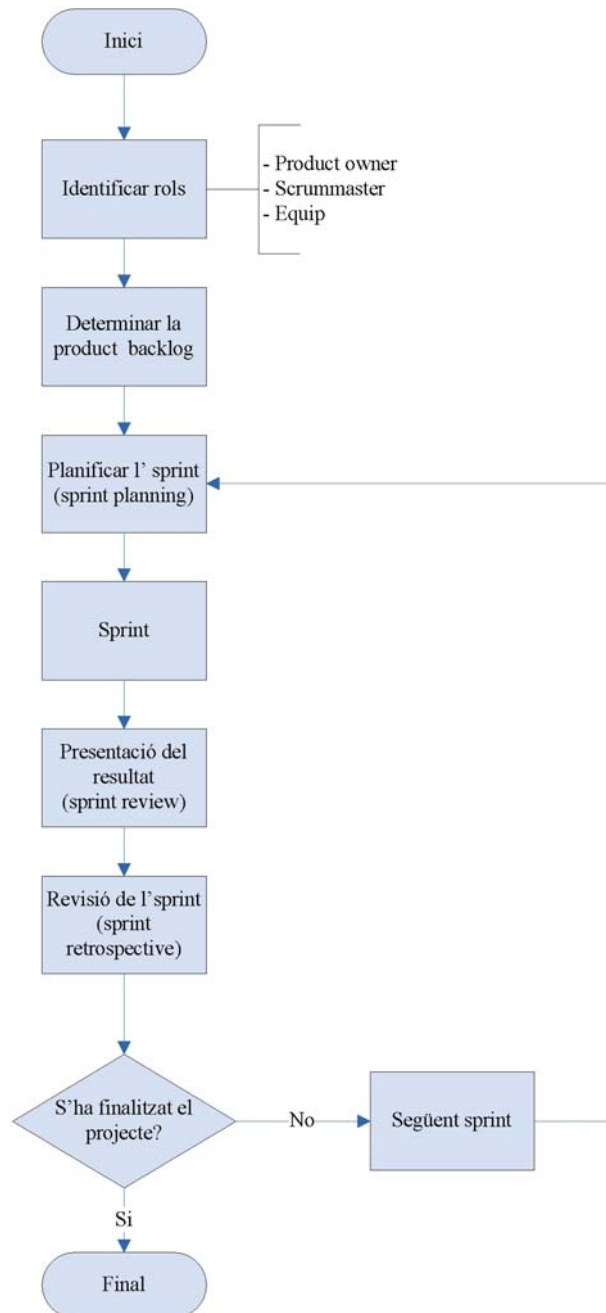 Inici
Identificar rols
- Product owner
- Scrummaster
- Equip
Determinar la
product backlog
Planificar l’ sprint
(sprint planning)
Sprint
Presentació del
resultat
(sprint review)
Revisió de l’sprint
(sprint
retrospective)
S’ha finalitzat el
projecte?
No
Següent sprint
Si
Final